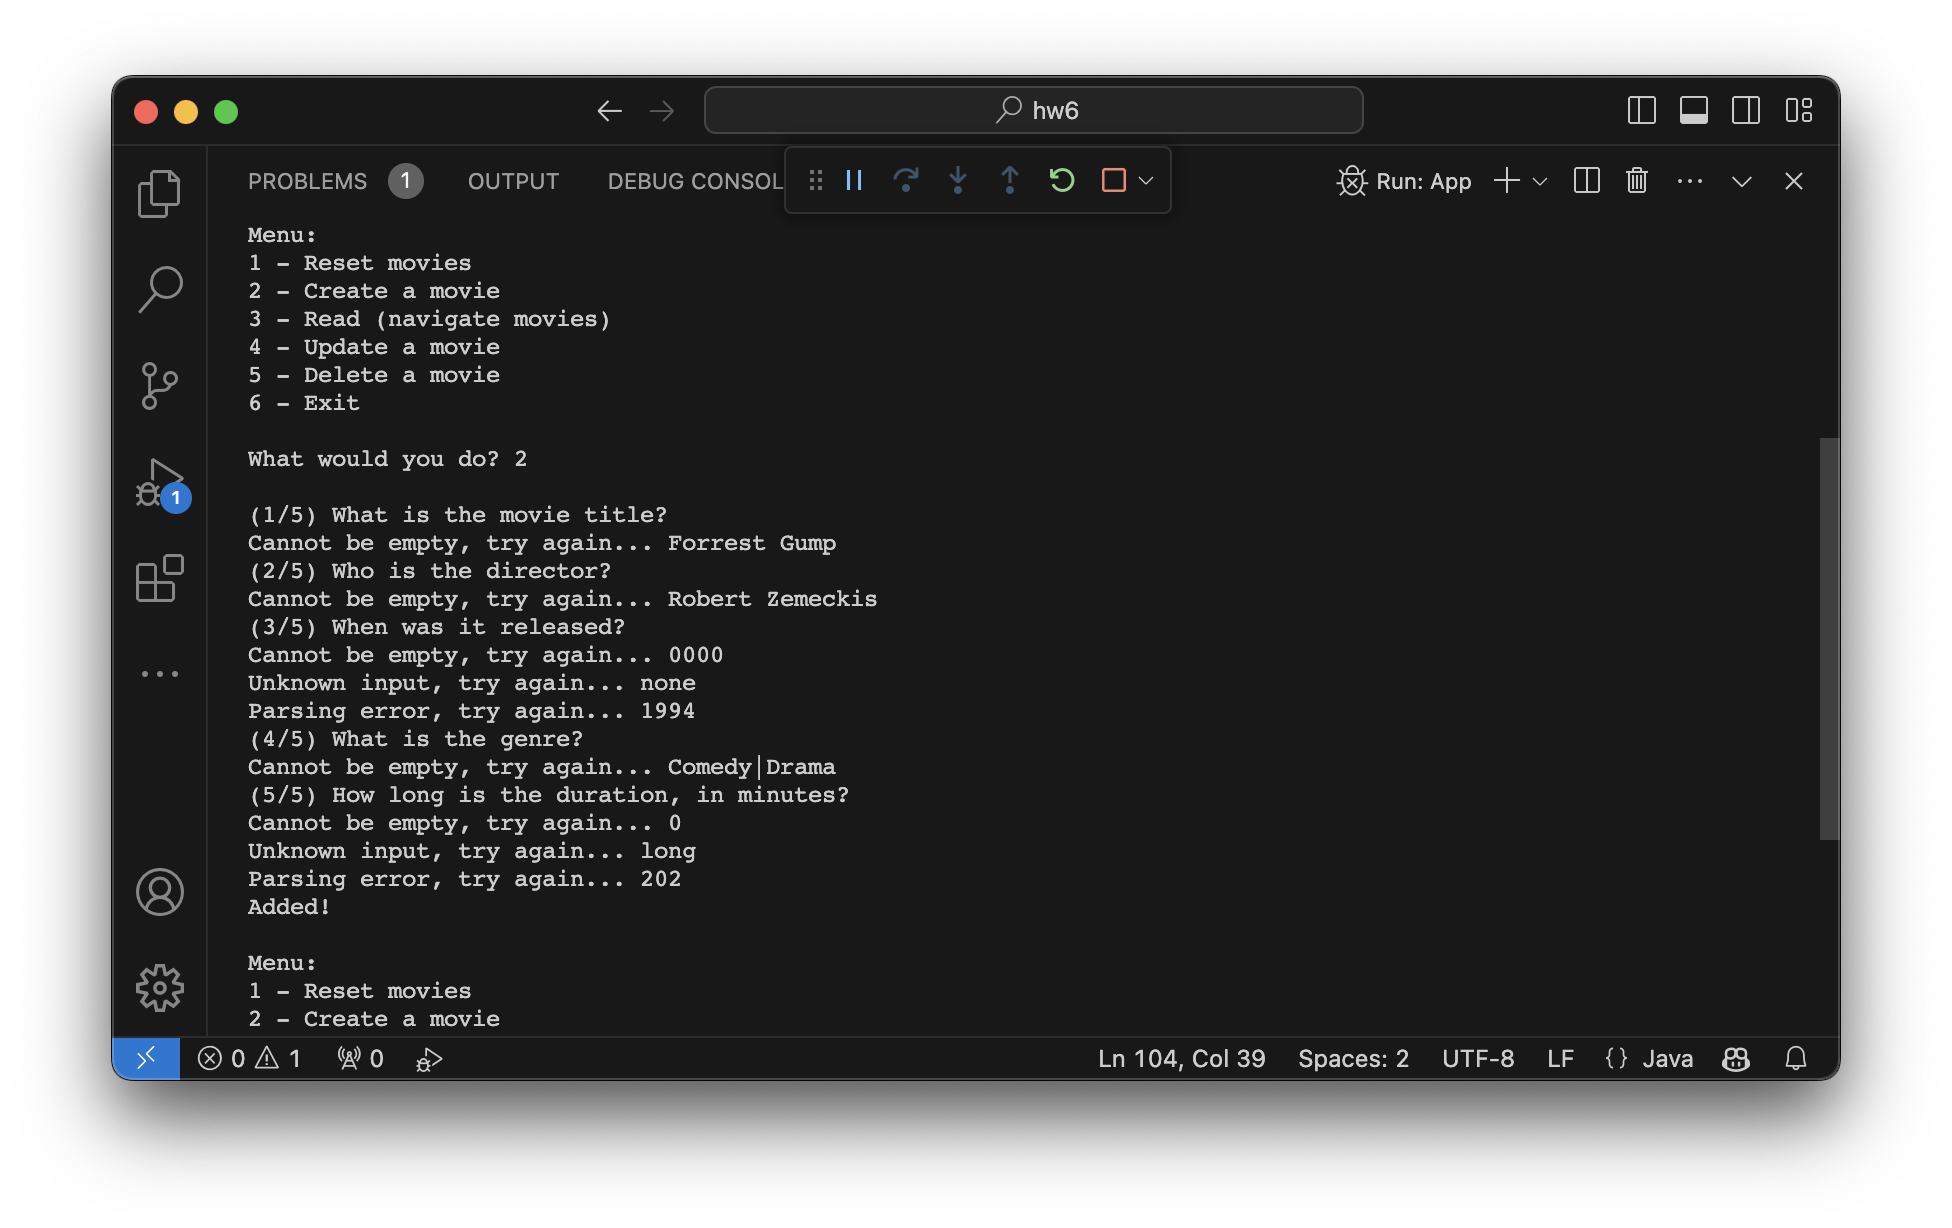 hw6
PROBLEMS 1 OUTPUT DEBUG CONSOL Run: App
Menu:
1 - Reset movies
2 - Create a movie
3 - Read (navigate movies)
4 - Update a movie
5 - Delete a movie
6 - Exit
What would you do? 2
(1/5) What is the movie title?
Cannot be empty, try again... Forrest Gump
(2/5) Who is the director?
Cannot be empty, try again... Robert Zemeckis
(3/5) When was it released?
Cannot be empty, try again... 0000
Unknown input, try again... none
Parsing error, try again... 1994
(4/5) What is the genre?
Cannot be empty, try again... Comedy|Drama
(5/5) How long is the duration, in minutes?
Cannot be empty, try again... 0
Unknown input, try again... long
Parsing error, try again... 202
Added!
Menu:
1 - Reset movies
2 - Create a movie
1
0 1 0 Ln 104, Col 39 Spaces: 2 UTF-8 LF {} Java